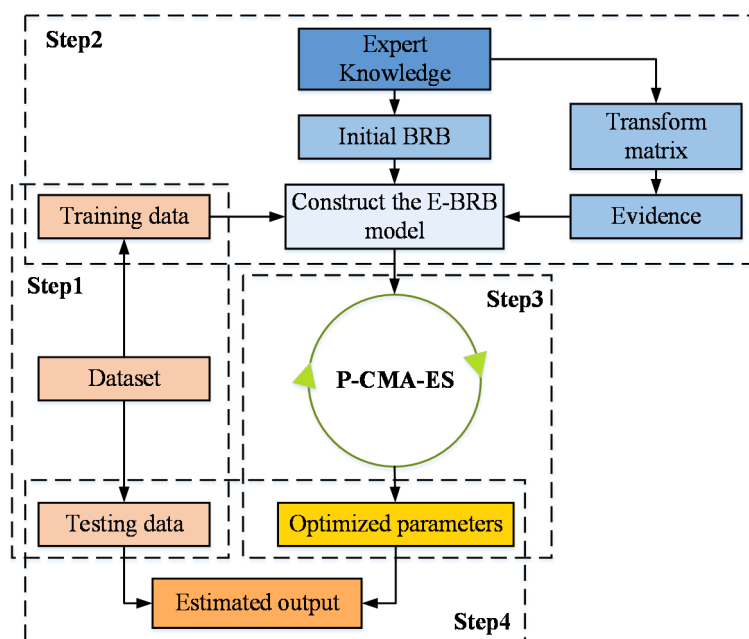 Step2
Expert
Knowledge
Initial BRB
Transform
matrix
Training data
Construct the E-BRB
model
Evidence
Step1
Step3
Dataset
P-CMA-ES
Testing data
Optimized parameters
Estimated output
Step4